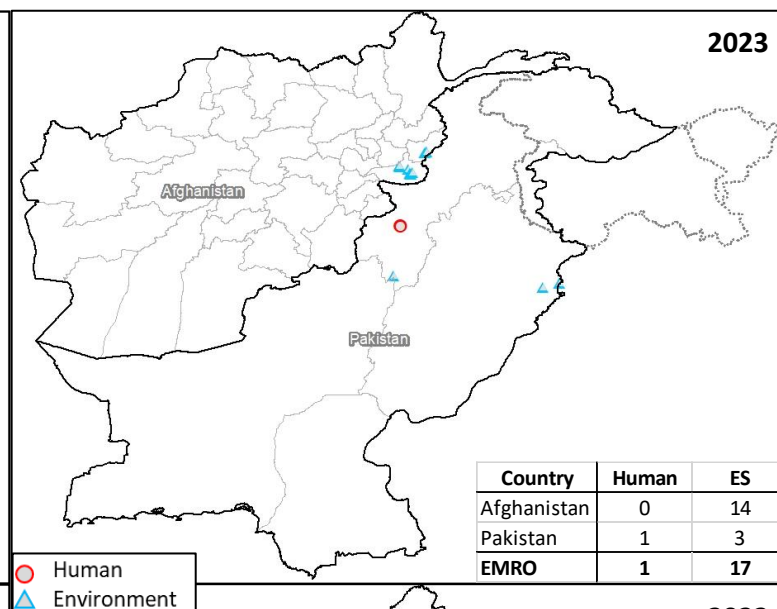 2023
Afghanistan
Pakistan
Country Human ES
Afghanistan 0 14
Pakistan 1 3
EMRO 1 17
Human
Environment